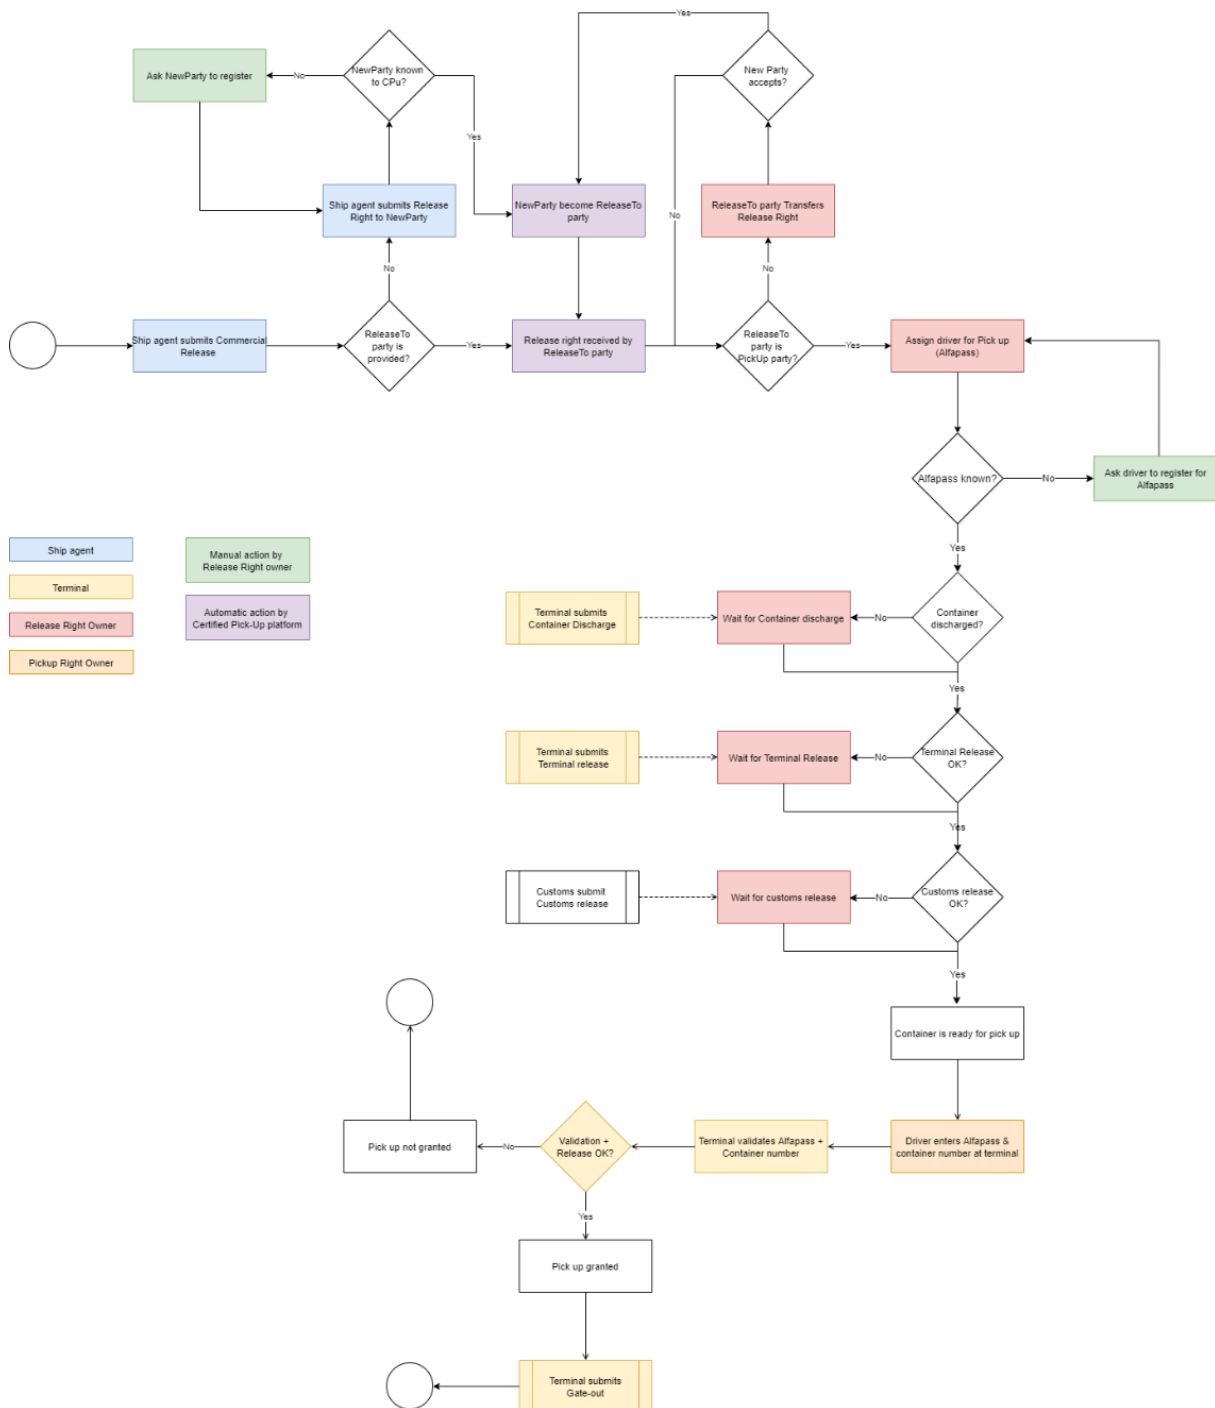 Yes
Ask NewParty to register
No
NewParty known
to CPu?
New Party
accepts?
Yes
Ship agent submits Release
Right to NewParty
NewParty become ReleaseTo
party
No
ReleaseTo party Transfers
Release Right
No
No
Ship agent submits Commercial
Release
ReleaseTo
party is
provided?
Yes
Release right received by
ReleaseTo party
ReleaseTo
party is
PickUp party?
Yes
Assign driver for Pick up
(Alfapass)
Alfapass known?
No
Ask driver to register for
Alfapass
Yes
Ship agent
Terminal
Release Right Owner
Pickup Right Owner
Manual action by
Release Right owner
Automatic action by
Certified Pick-Up platform
Terminal submits
Container Discharge
Wait for Container discharge
No
Container
discharged?
Yes
Terminal submits
Terminal release
Wait for Terminal Release
No
Terminal Release
OK?
Yes
Customs submit
Customs release
Wait for customs release
No
Customs release
OK?
Yes
Container is ready for pick up
Pick up not granted
No
Validation +
Release OK?
Terminal validates Alfapass +
Container number
Driver enters Alfapass &
container number at terminal
Yes
Pick up granted
Terminal submits
Gate-out